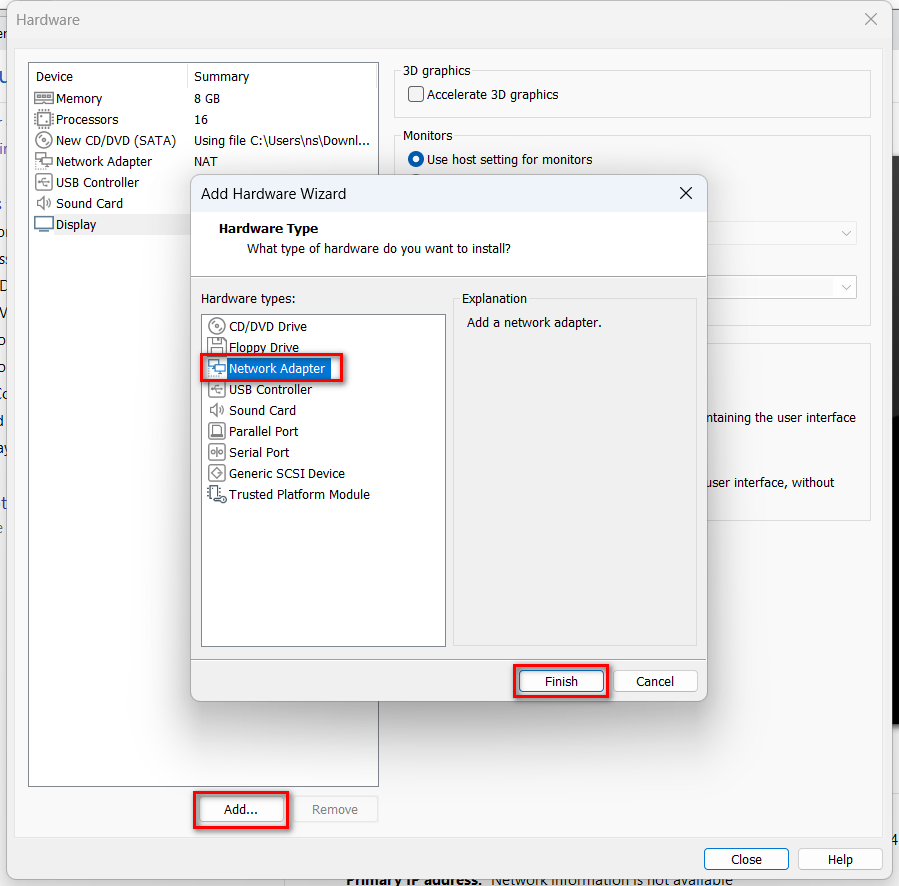 Hardware
Device Summary
Memory 8 GB
Processors 16
New CD/DVD (SATA) Using file C:\Users\ns\Downl...
Network Adapter NAT
USB Controller
Sound Card
Display
3D graphics
Accelerate 3D graphics
Monitors
Use host setting for monitors
ntaining the user interface
user interface, without
Add Hardware Wizard
Hardware Type
What type of hardware do you want to install?
Hardware types:
CD/DVD Drive
Floppy Drive
Network Adapter
USB Controller
Sound Card
Parallel Port
Serial Port
Generic SCSI Device
Trusted Platform Module
Explanation
Add a network adapter.
Finish Cancel
Add... Remove
Close Help
Primary IP address: Network information is not available